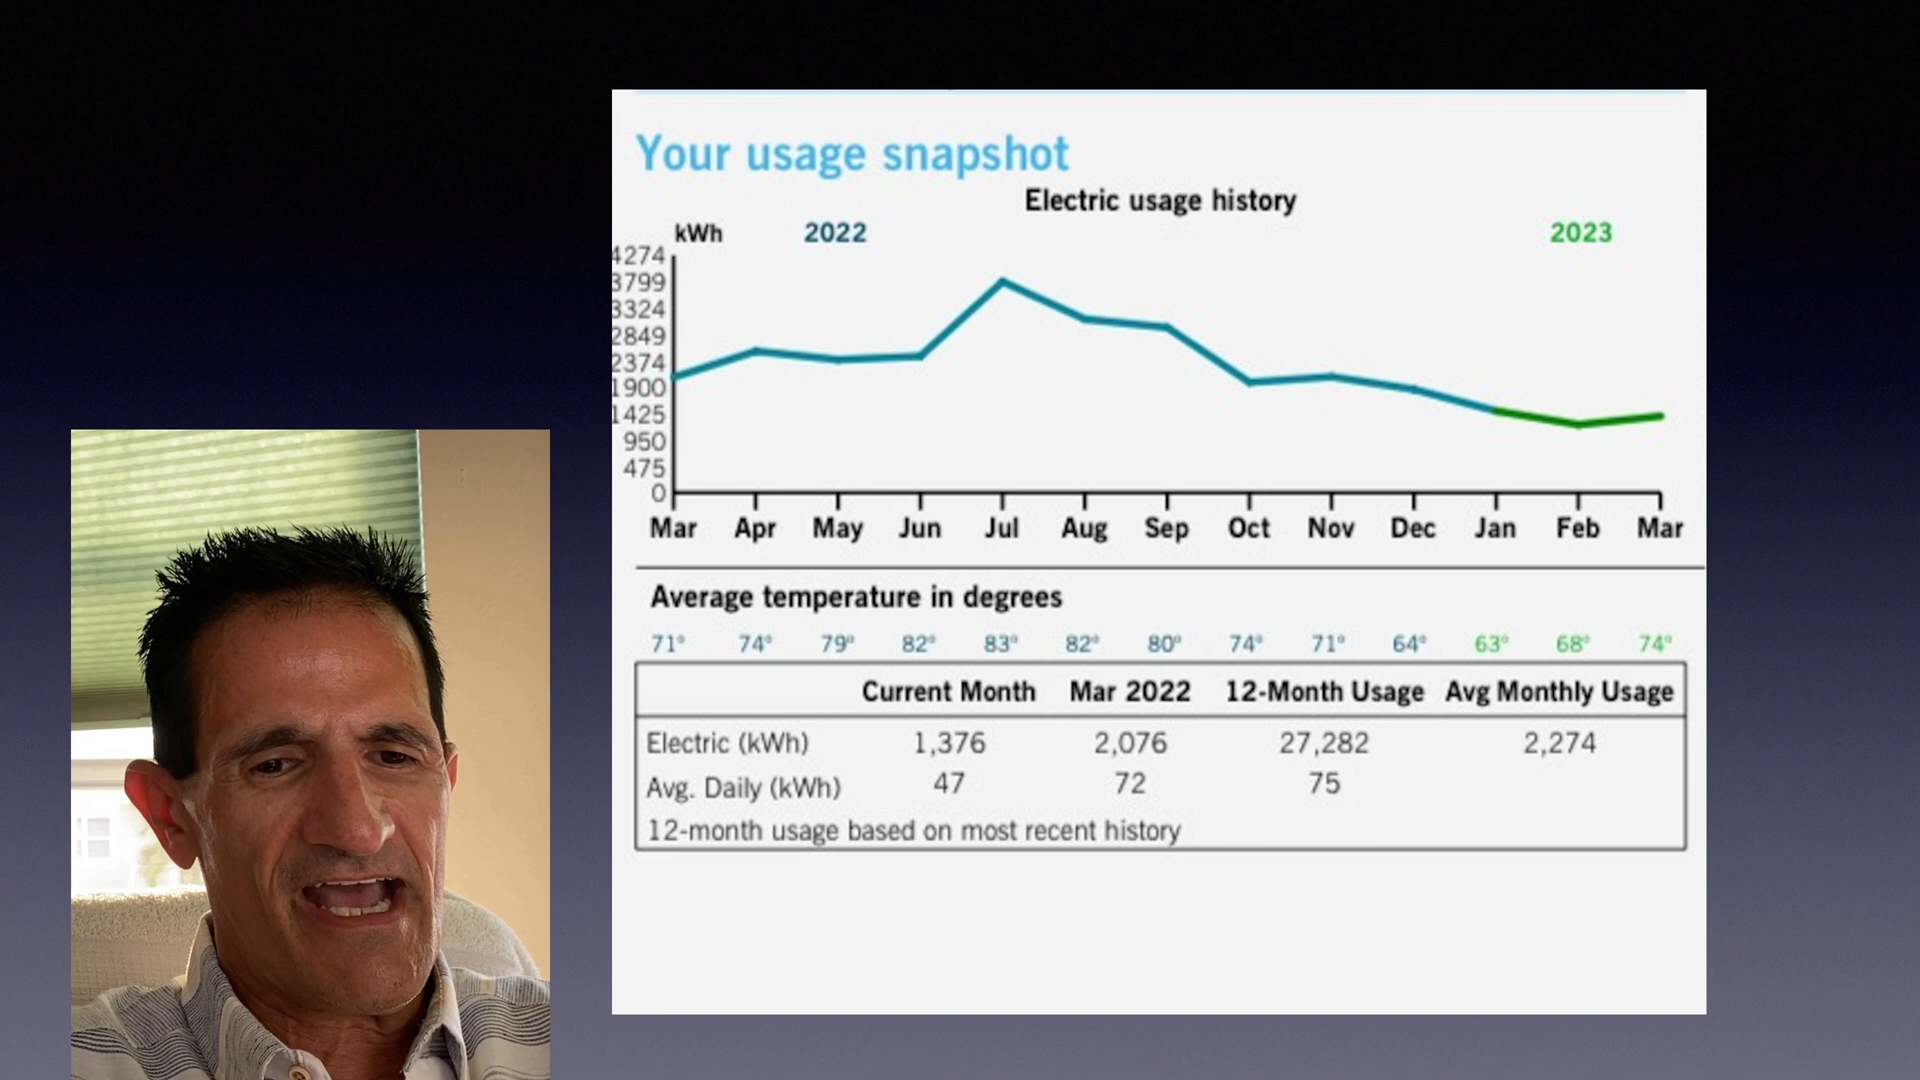 Your usage snapshot
Electric usage history
kWh 2022 2023
4274
3799
3324
2849
2374
1900
1425
950
475
0
Mar Apr May Jun Jul Aug Sep Oct Nov Dec Jan Feb Mar
Average temperature in degrees
71° 74° 79° 82° 83° 82° 80° 74° 71° 64° 63° 68° 74°
Current Month Mar 2022 12-Month Usage Avg Monthly Usage
Electric (kWh) 1,376 2,076 27,282 2,274
Avg. Daily (kWh) 47 72 75
12-month usage based on most recent history